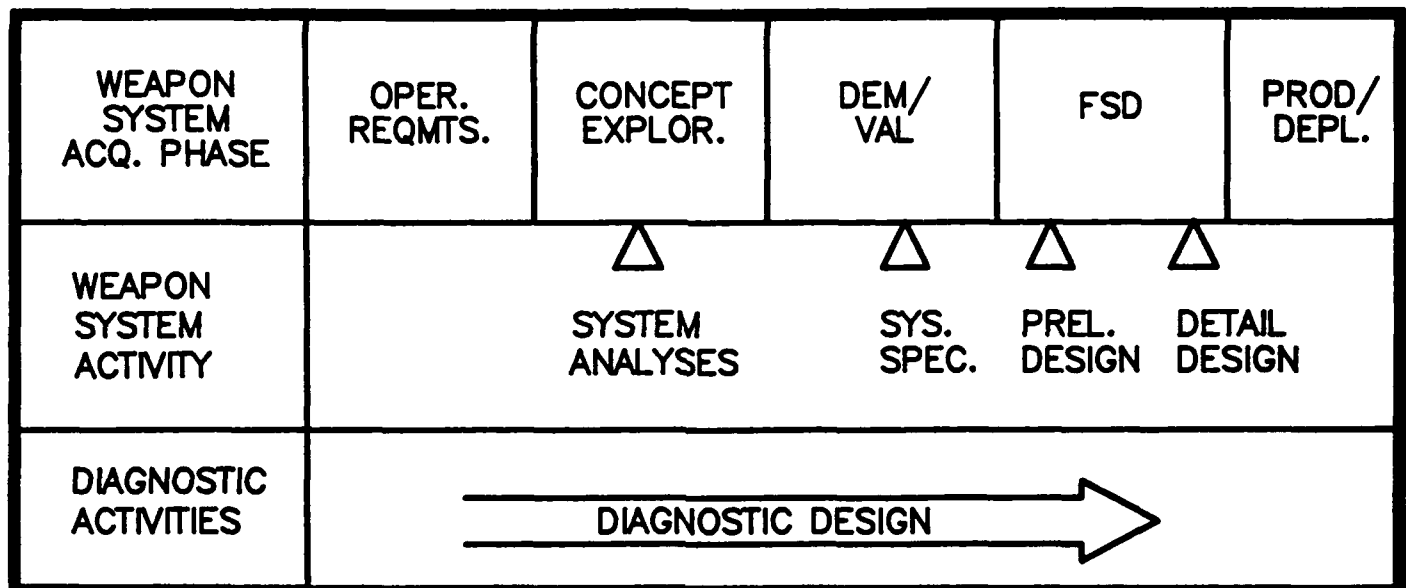 WEAPON
SYSTEM
ACQ. PHASE
OPER.
REQMTS.
CONCEPT
EXPLOR.
DEM/
VAL
FSD
PROD/
DEPL.
WEAPON
SYSTEM
ACTIVITY
SYSTEM
ANALYSES
SYS.
SPEC.
PREL.
DESIGN
DETAIL
DESIGN
DIAGNOSTIC
ACTIVITIES
DIAGNOSTIC DESIGN